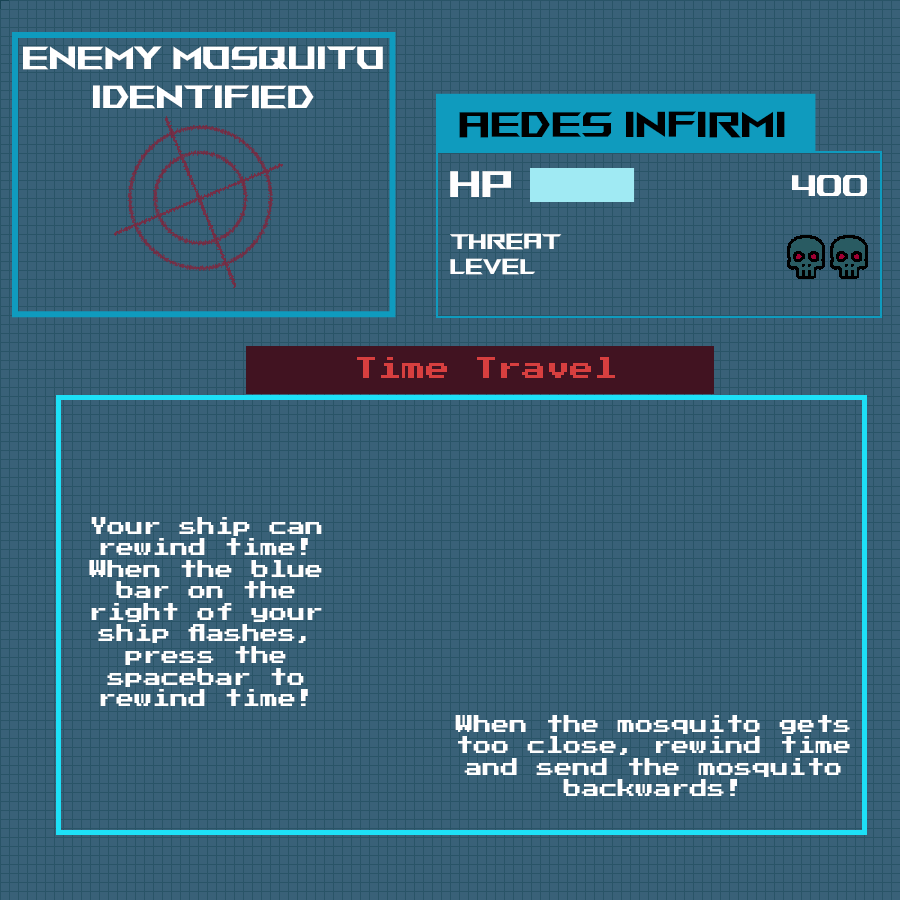 ENEMY MOSQUITO
IDENTIFIED
AEDES INFIRMI
HP
400
THREAT
LEVEL
Time Travel
Your ship can
rewind time!
When the blue
bar on the
right of your
ship flashes,
press the
spacebar to
rewind time!
When the mosquito gets
too close, rewind time
and send the mosquito
backwards!